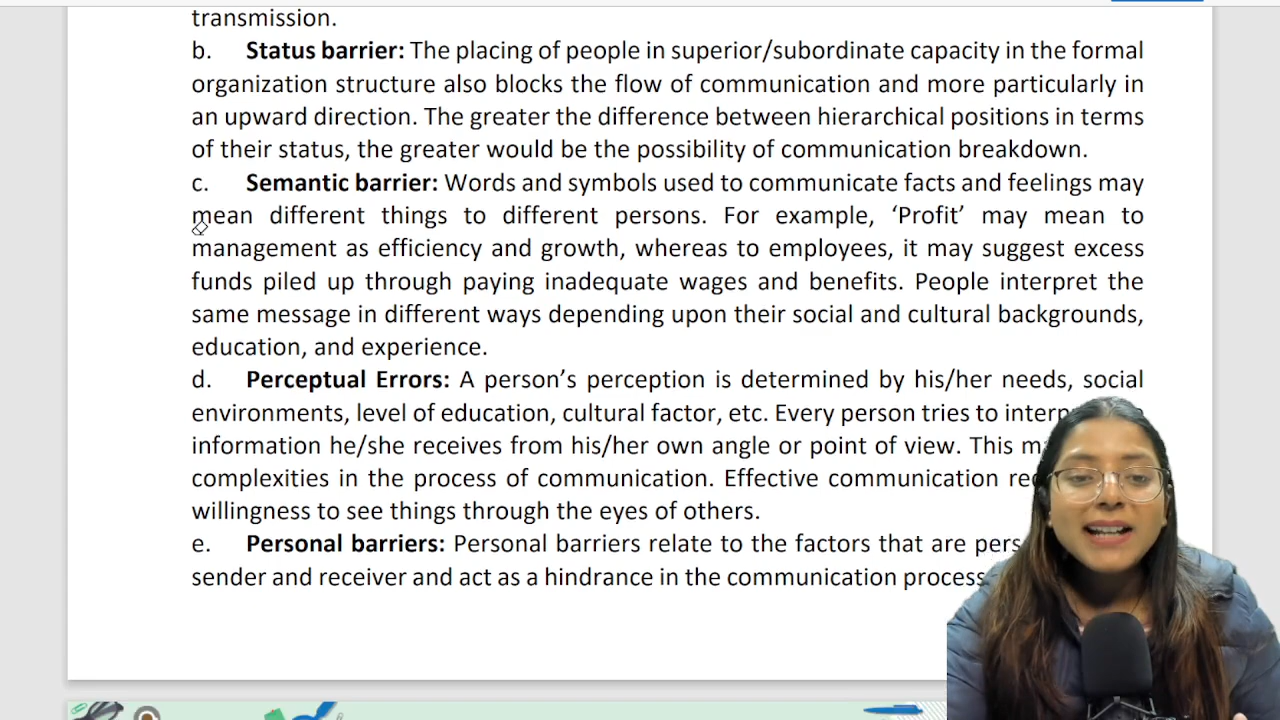 transmission.
b. Status barrier: The placing of people in superior/subordinate capacity in the formal
organization structure also blocks the flow of communication and more particularly in
an upward direction. The greater the difference between hierarchical positions in terms
of their status, the greater would be the possibility of communication breakdown.
c. Semantic barrier: Words and symbols used to communicate facts and feelings may
mean different things to different persons. For example, ‘Profit’ may mean to
management as efficiency and growth, whereas to employees, it may suggest excess
funds piled up through paying inadequate wages and benefits. People interpret the
same message in different ways depending upon their social and cultural backgrounds,
education, and experience.
d. Perceptual Errors: A person’s perception is determined by his/her needs, social
environments, level of education, cultural factor, etc. Every person tries to
information he/she receives from his/her own angle or point of view. This
complexities in the process of communication. Effective communication
willingness to see things through the eyes of others.
e. Personal barriers: Personal barriers relate to the factors that are
sender and receiver and act as a hindrance in the communication process